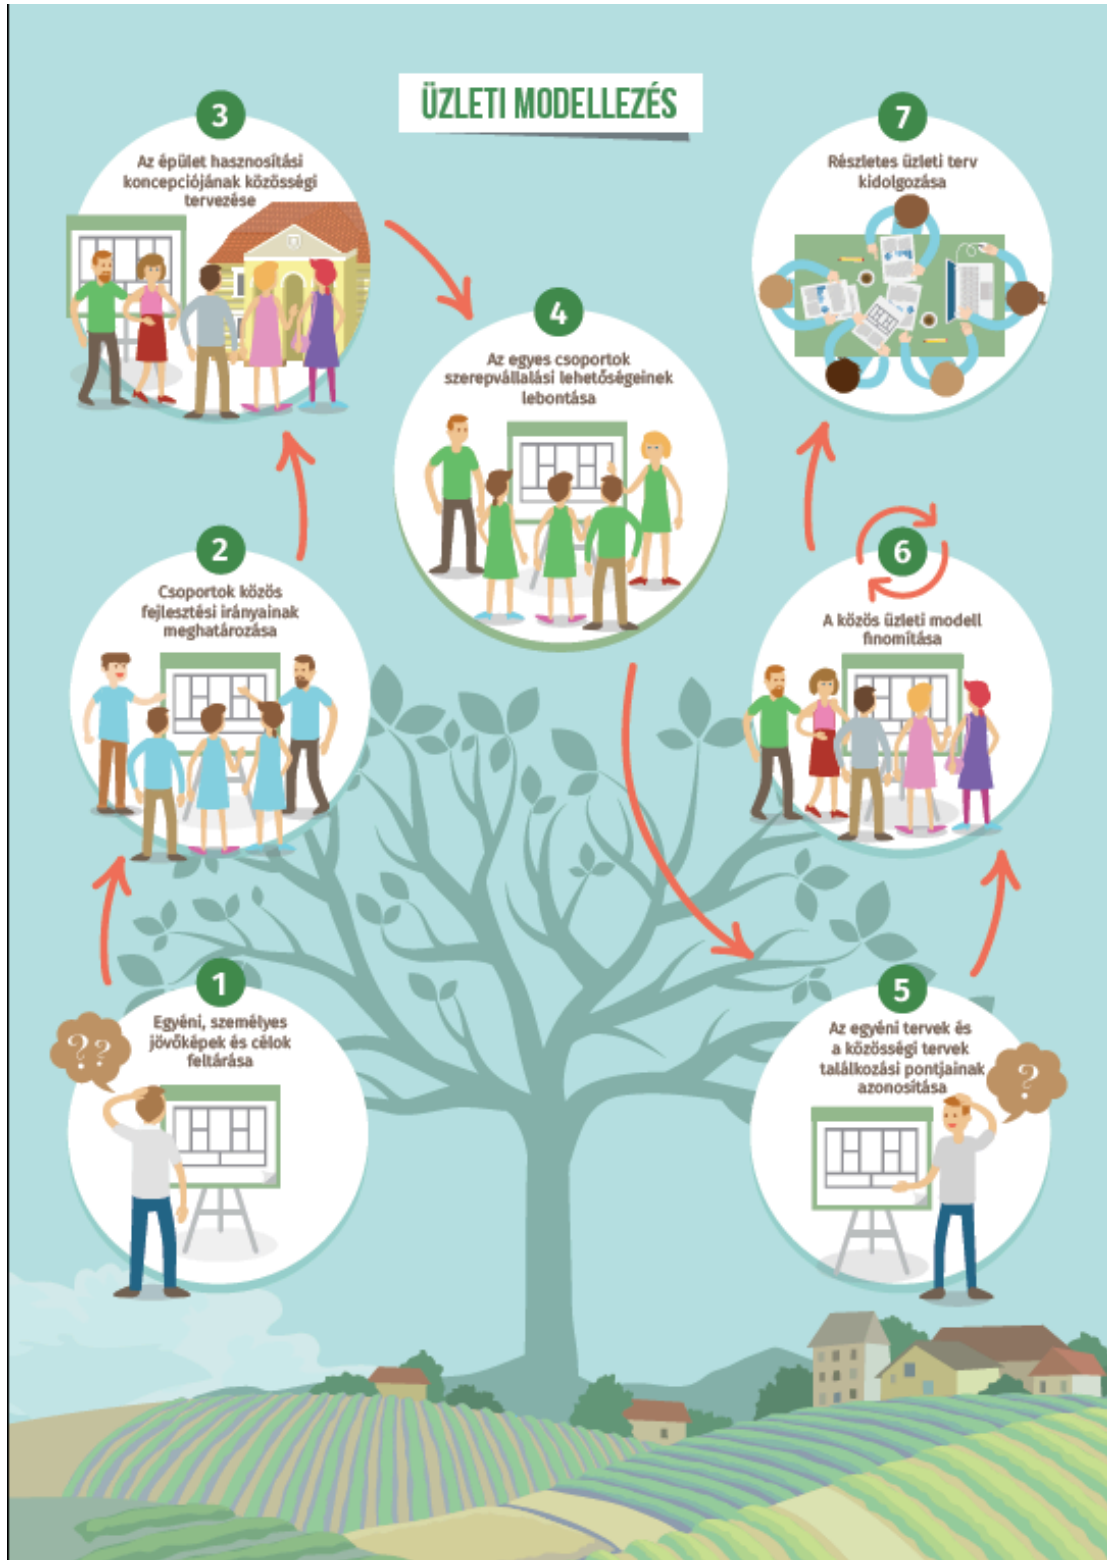 ÜZLETI MODELLEZÉS
1
Egyéni, személyes
jövőképek és célok
feltárása
??
2
Csoportok közös
fejlesztési irányainak
meghatározása
3
Az épület hasznosítási
koncepciójának közösségi
tervezése
4
Az egyes csoportok
szerepvállalási lehetőségeinek
lebontása
5
Az egyéni tervek és
a közösségi tervek
találkozási pontjainak
azonosítása
?
6
A közös üzleti modell
finomítása
7
Részletes üzleti terv
kidolgozása